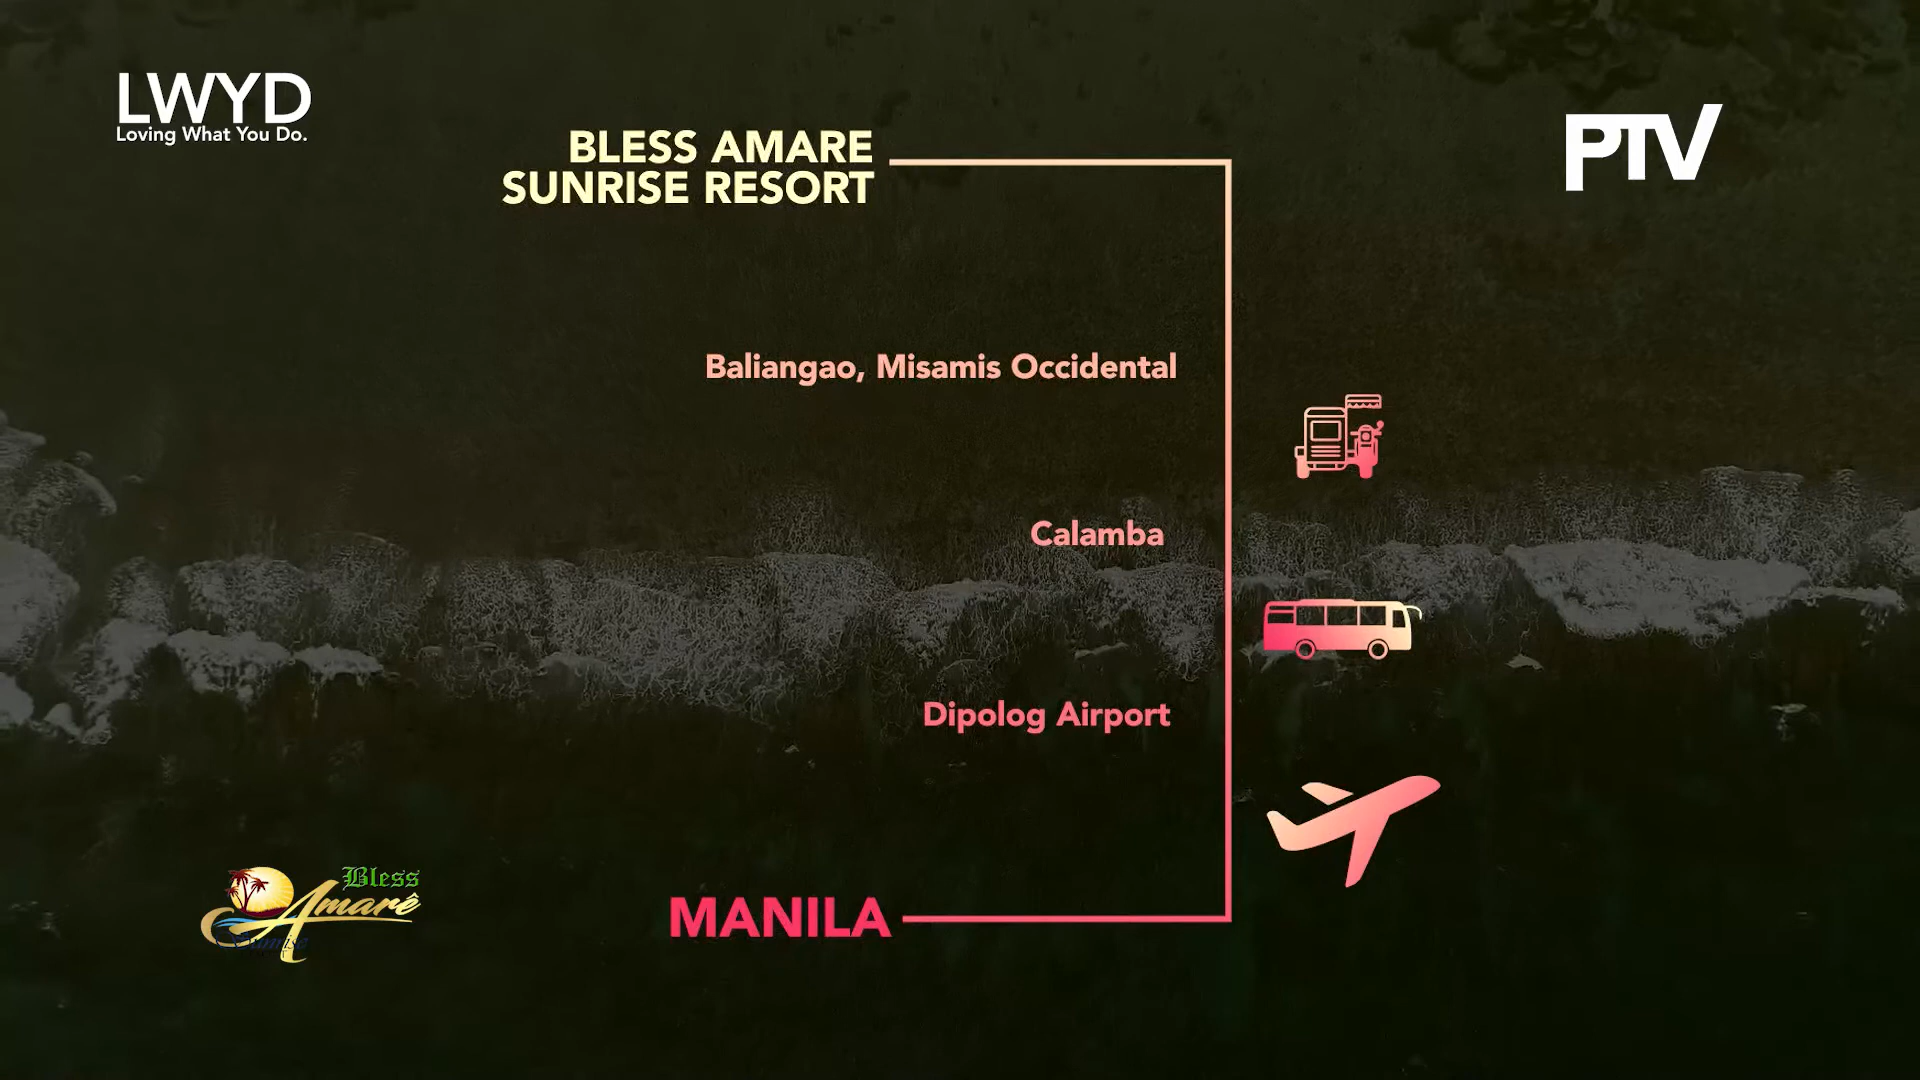 LWYD
Loving What You Do.
PTV
BLESS AMARE
SUNRISE RESORT
Baliangao, Misamis Occidental
Calamba
Dipolog Airport
MANILA
Bless
Amarê
Sunrise